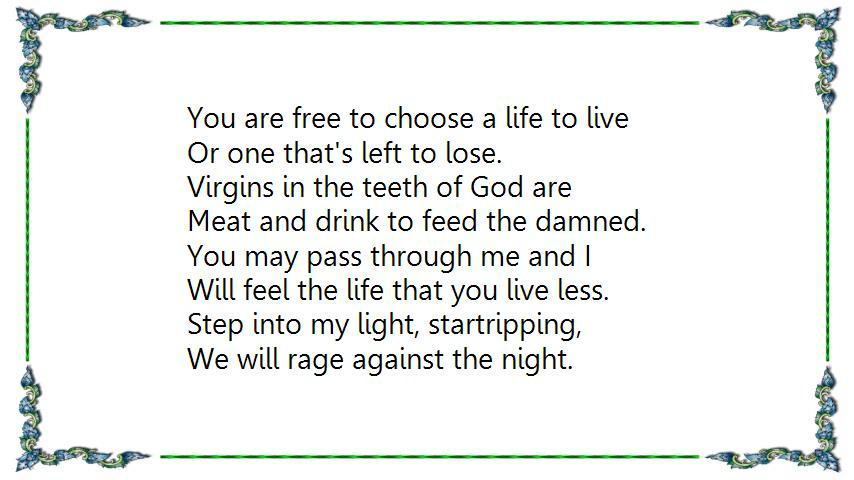 You are free to choose a life to live
Or one that's left to lose.
Virgins in the teeth of God are
Meat and drink to feed the damned.
You may pass through me and I
Will feel the life that you live less.
Step into my light, startripping,
We will rage against the night.